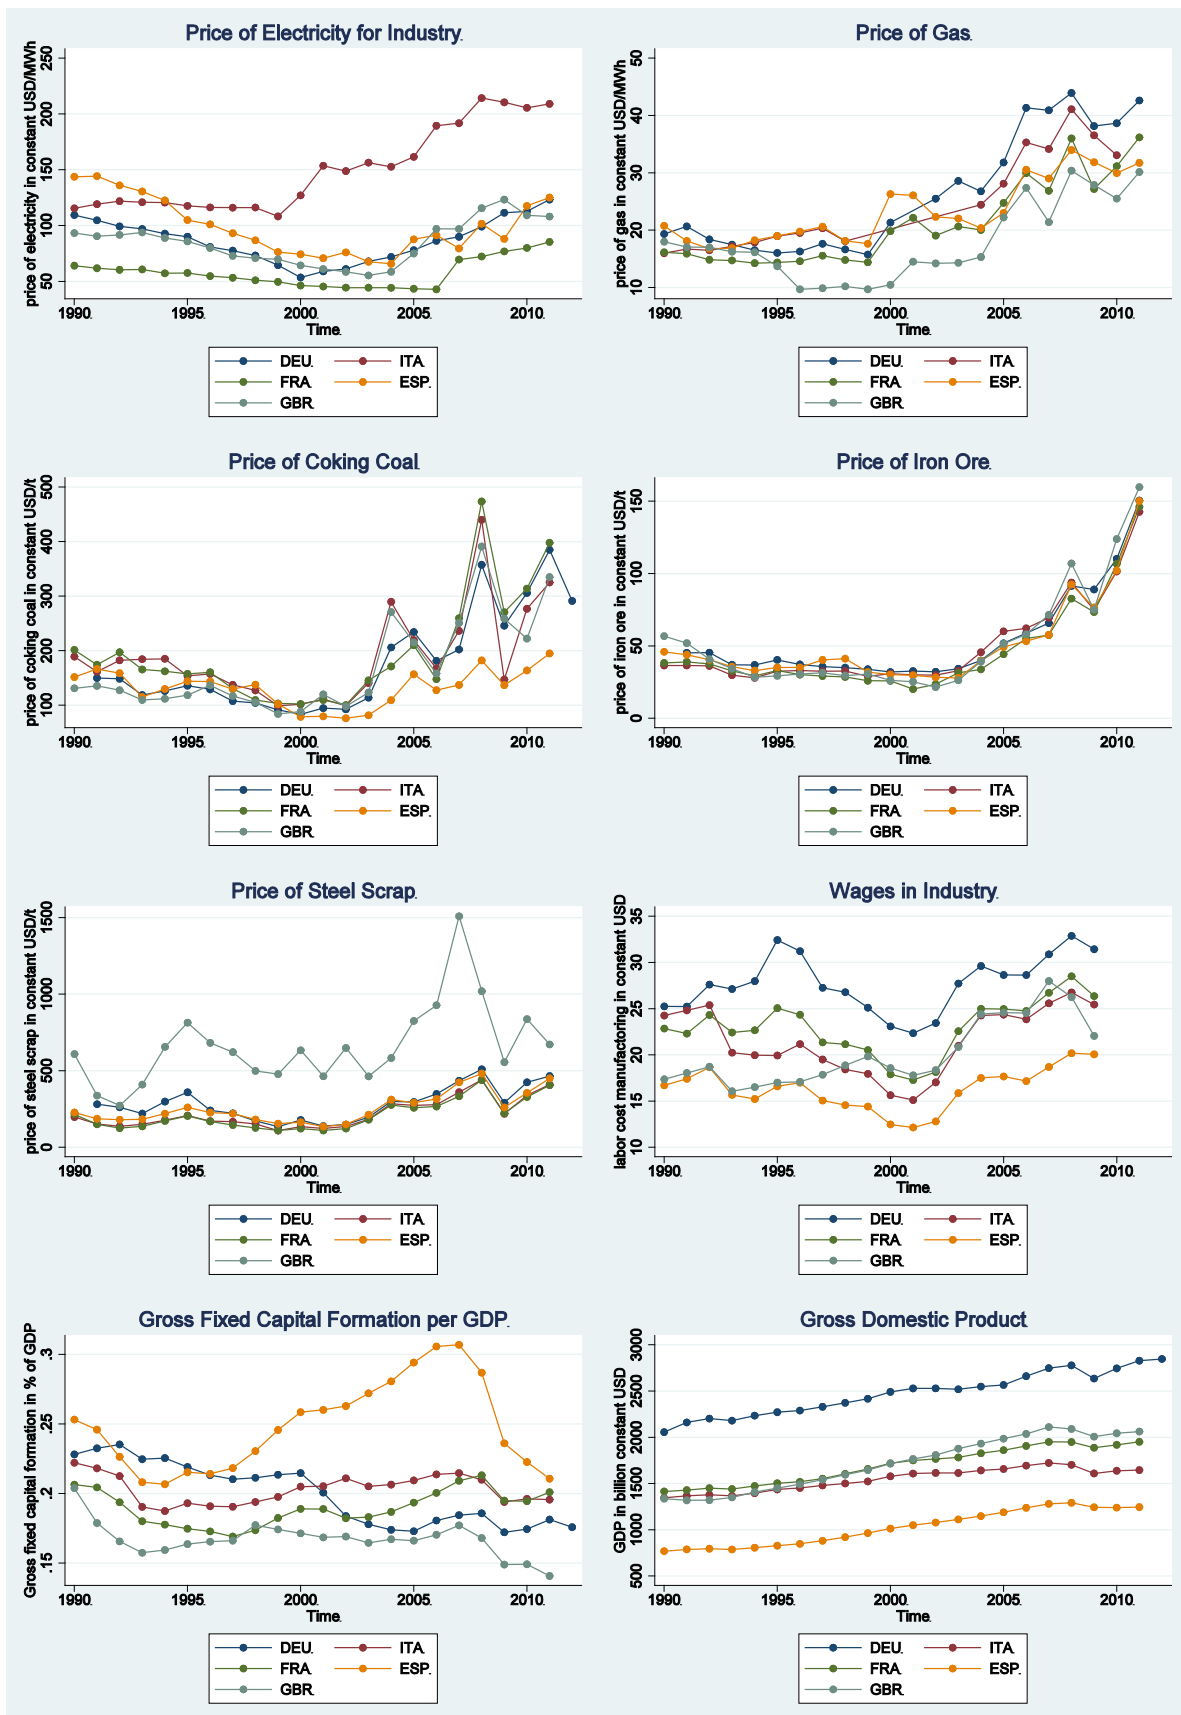 Price of Electricity for Industry.
price of electricity in constant USD/MWh
250
200
150
100
50
1990. 1995. 2000. 2005. 2010.
Time.
DEU. ITA.
FRA. ESP.
GBR.
Price of Gas.
price of gas in constant USD/MWh
50
40
30
20
10
1990. 1995. 2000. 2005. 2010.
Time.
DEU. ITA.
FRA. ESP.
GBR.
Price of Coking Coal.
price of coking coal in constant USD/t
500
400
300
200
100
1990. 1995. 2000. 2005. 2010.
Time.
DEU. ITA.
FRA. ESP.
GBR.
Price of Iron Ore.
price of iron ore in constant USD/t
150
100
50
0
1990. 1995. 2000. 2005. 2010.
Time.
DEU. ITA.
FRA. ESP.
GBR.
Price of Steel Scrap.
price of steel scrap in constant USD/t
1500
1000
500
0
1990. 1995. 2000. 2005. 2010.
Time.
DEU. ITA.
FRA. ESP.
GBR.
Wages in Industry.
labor cost manufactoring in constant USD
35
30
25
20
15
10
1990. 1995. 2000. 2005. 2010.
Time.
DEU. ITA.
FRA. ESP.
GBR.
Gross Fixed Capital Formation per GDP.
Gross fixed capital formation in % of GDP
.3
.25
.2
.15
1990. 1995. 2000. 2005. 2010.
Time.
DEU. ITA.
FRA. ESP.
GBR.
Gross Domestic Product.
GDP in billion constant USD
3000
2500
2000
1500
1000
500
1990. 1995. 2000. 2005. 2010.
Time.
DEU. ITA.
FRA. ESP.
GBR.